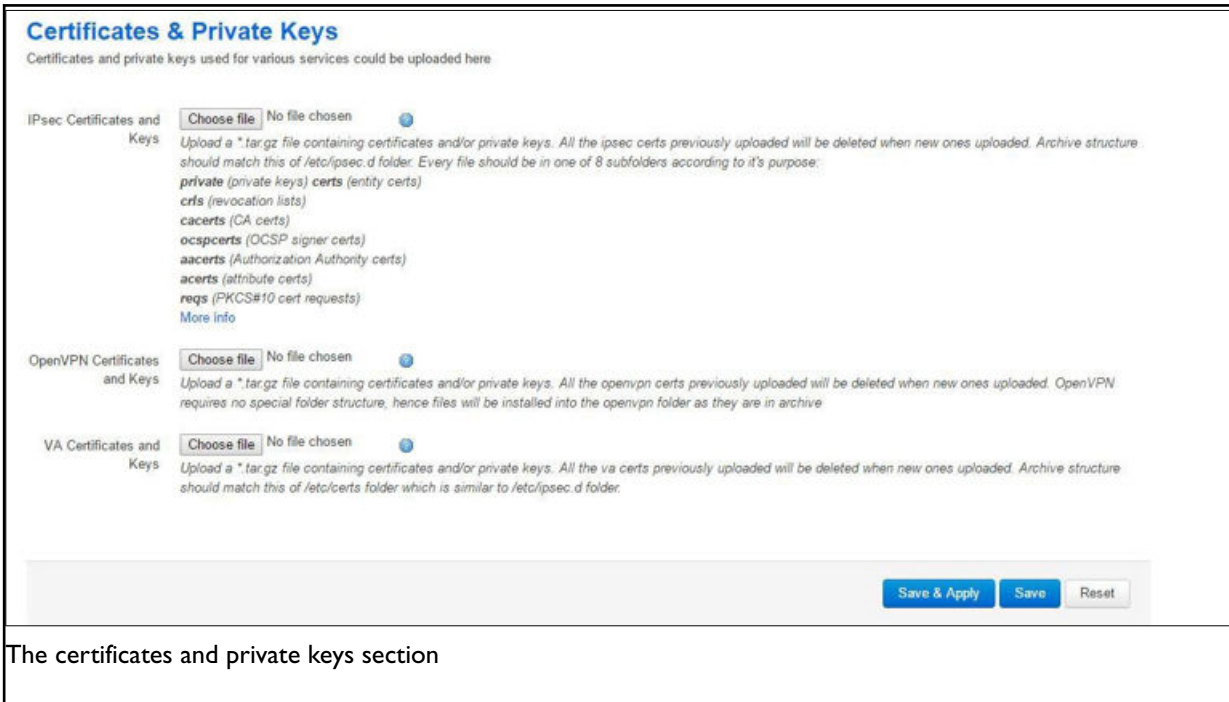 Certificates & Private Keys
Certificates and private keys used for various services could be uploaded here
IPsec Certificates and Keys
Choose file No file chosen
Upload a *.tar.gz file containing certificates and/or private keys. All the ipsec certs previously uploaded will be deleted when new ones uploaded. Archive structure
should match this of /etc/ipsec.d folder. Every file should be in one of 8 subfolders according to it's purpose:
private (private keys) certs (entity certs)
crls (revocation lists)
cacerts (CA certs)
ocspcerts (OCSP signer certs)
aacerts (Authorization Authority certs)
acerts (attribute certs)
reqs (PKCS#10 cert requests)
More info
OpenVPN Certificates
and Keys
Choose file No file chosen
Upload a *.tar.gz file containing certificates and/or private keys. All the openvpn certs previously uploaded will be deleted when new ones uploaded. OpenVPN
requires no special folder structure, hence files will be installed into the openvpn folder as they are in archive
VA Certificates and
Keys
Choose file No file chosen
Upload a *.tar.gz file containing certificates and/or private keys. All the va certs previously uploaded will be deleted when new ones uploaded. Archive structure
should match this of /etc/certs folder which is similar to /etc/ipsec.d folder.
Save & Apply Save Reset
The certificates and private keys section